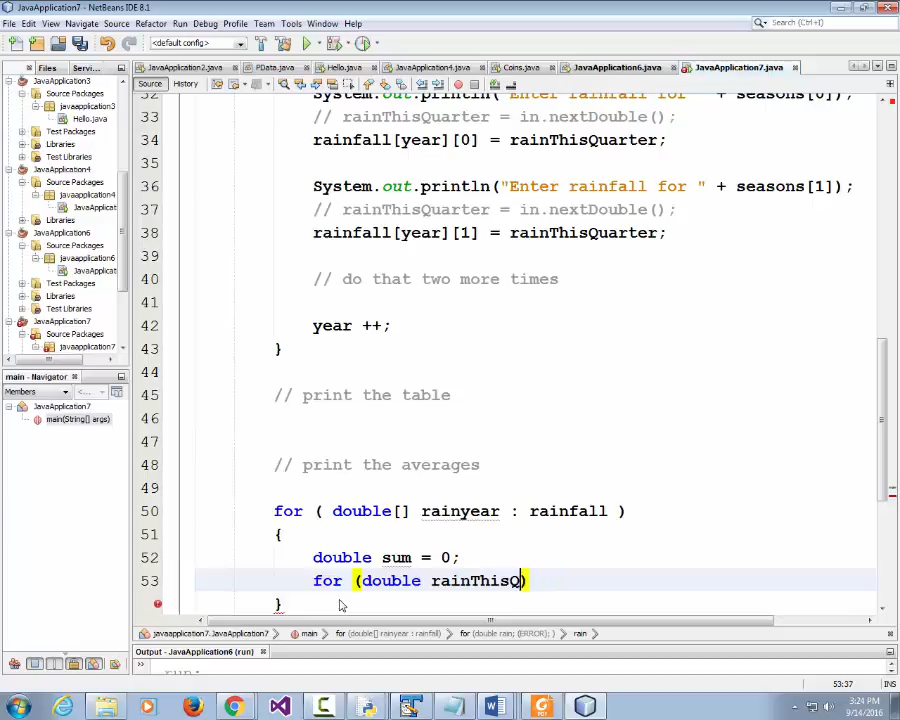 JavaApplication7 - NetBeans IDE 8.1
File Edit View Navigate Source Refactor Run Debug Profile Team Tools Window Help
Search (Ctrl+I)
<default config>
Files Servi...
JavaApplication2.java PData.java Hello.java JavaApplication4.java Coins.java JavaApplication6.java JavaApplication7.java
Source History
JavaApplication3
Source Packages
javaapplication3
Hello.java
Test Packages
Libraries
Test Libraries
JavaApplication4
Source Packages
javaapplication4
JavaApplicat
Libraries
JavaApplication6
Source Packages
javaapplication6
JavaApplicat
Test Packages
Libraries
Test Libraries
JavaApplication7
Source Packages
javaapplication7
main - Navigator
Members
JavaApplication7
main(String[] args)
32 System.out.println("Enter rainfall for " + seasons[0]);
33 // rainThisQuarter = in.nextDouble();
34 rainfall[year][0] = rainThisQuarter;
35
36 System.out.println("Enter rainfall for " + seasons[1]);
37 // rainThisQuarter = in.nextDouble();
38 rainfall[year][1] = rainThisQuarter;
39
40 // do that two more times
41
42 year ++;
43 }
44
45 // print the table
46
47
48 // print the averages
49
50 for ( double[] rainyear : rainfall )
51 {
52 double sum = 0;
53 for (double rainThisQ)
}
javaapplication7.JavaApplication7 main for (double[] rainyear : rainfall) for (double rain; (ERROR); ) rain
Output - JavaApplication6 (run)
run:
53:37 INS
3:24 PM
9/14/2016